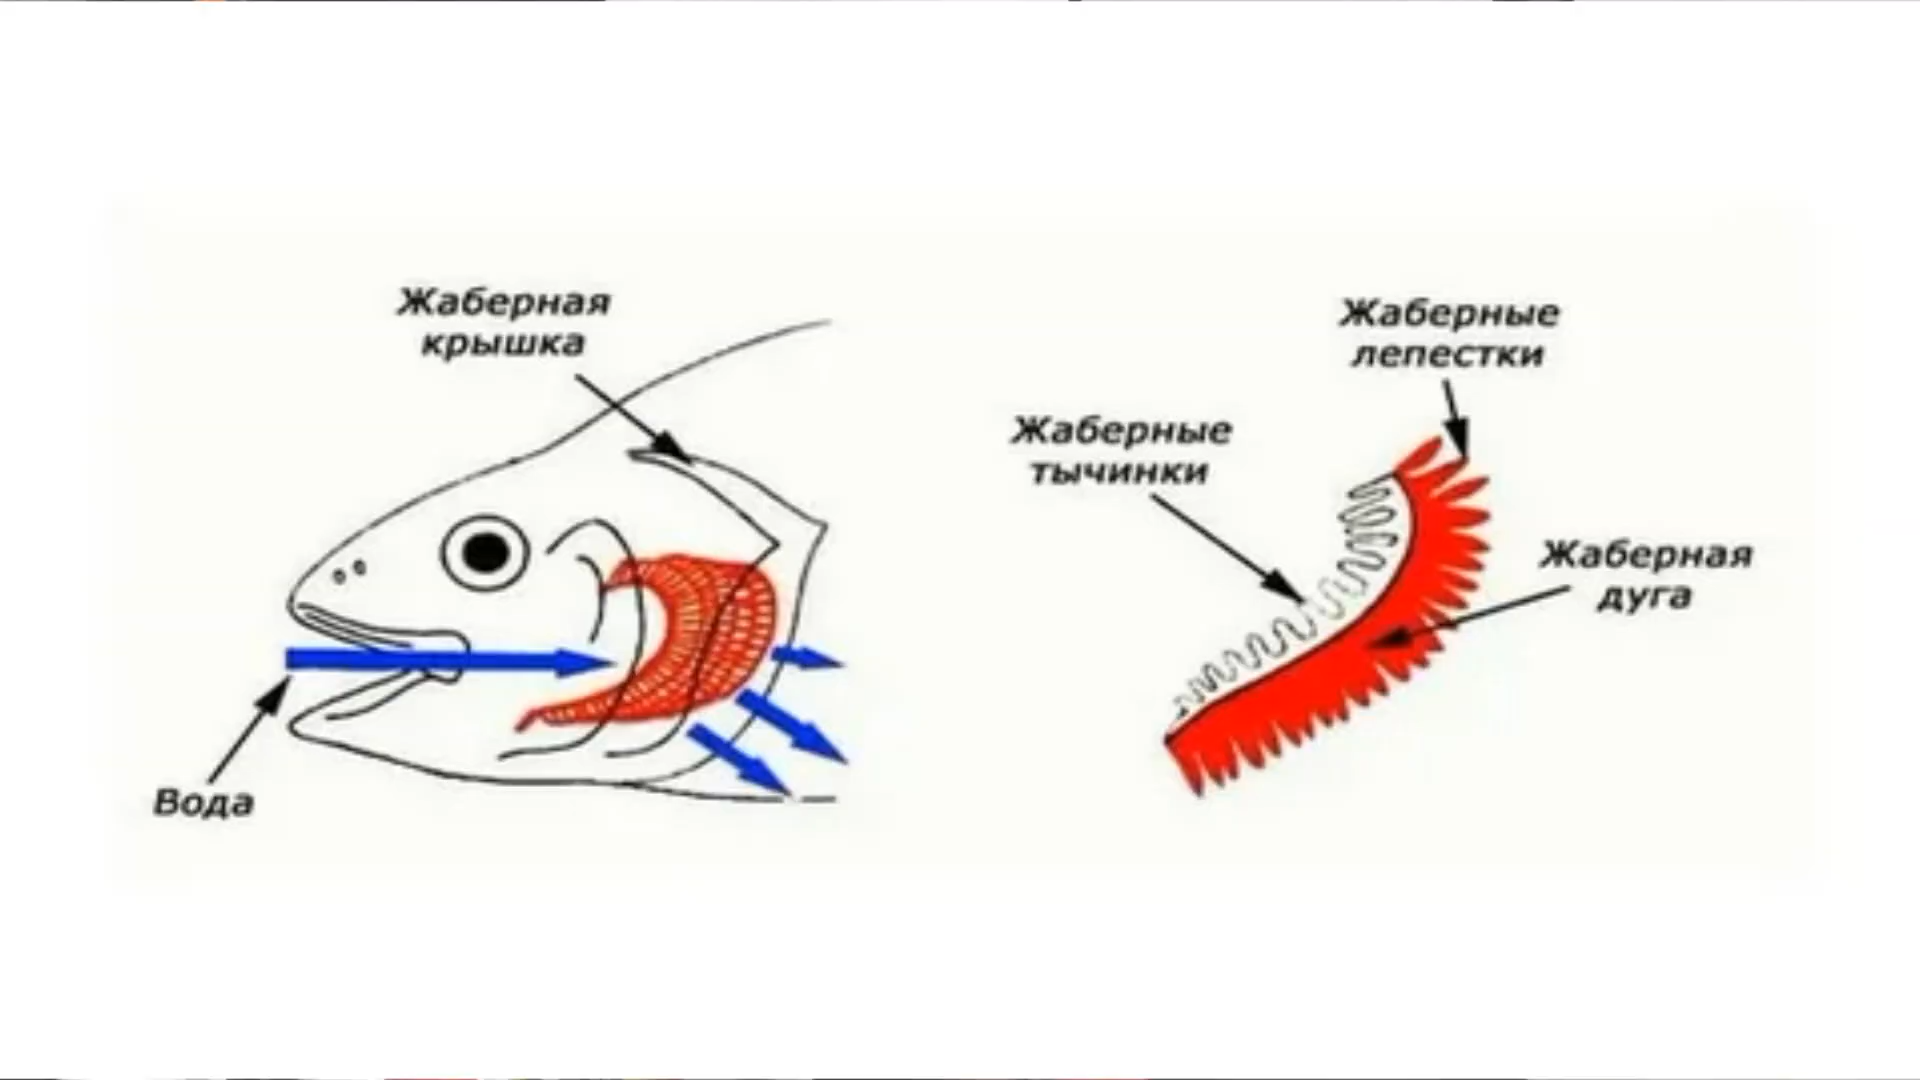 Жаберная
крышка
Вода
Жаберные
лепестки
Жаберные
тычинки
Жаберная
дуга